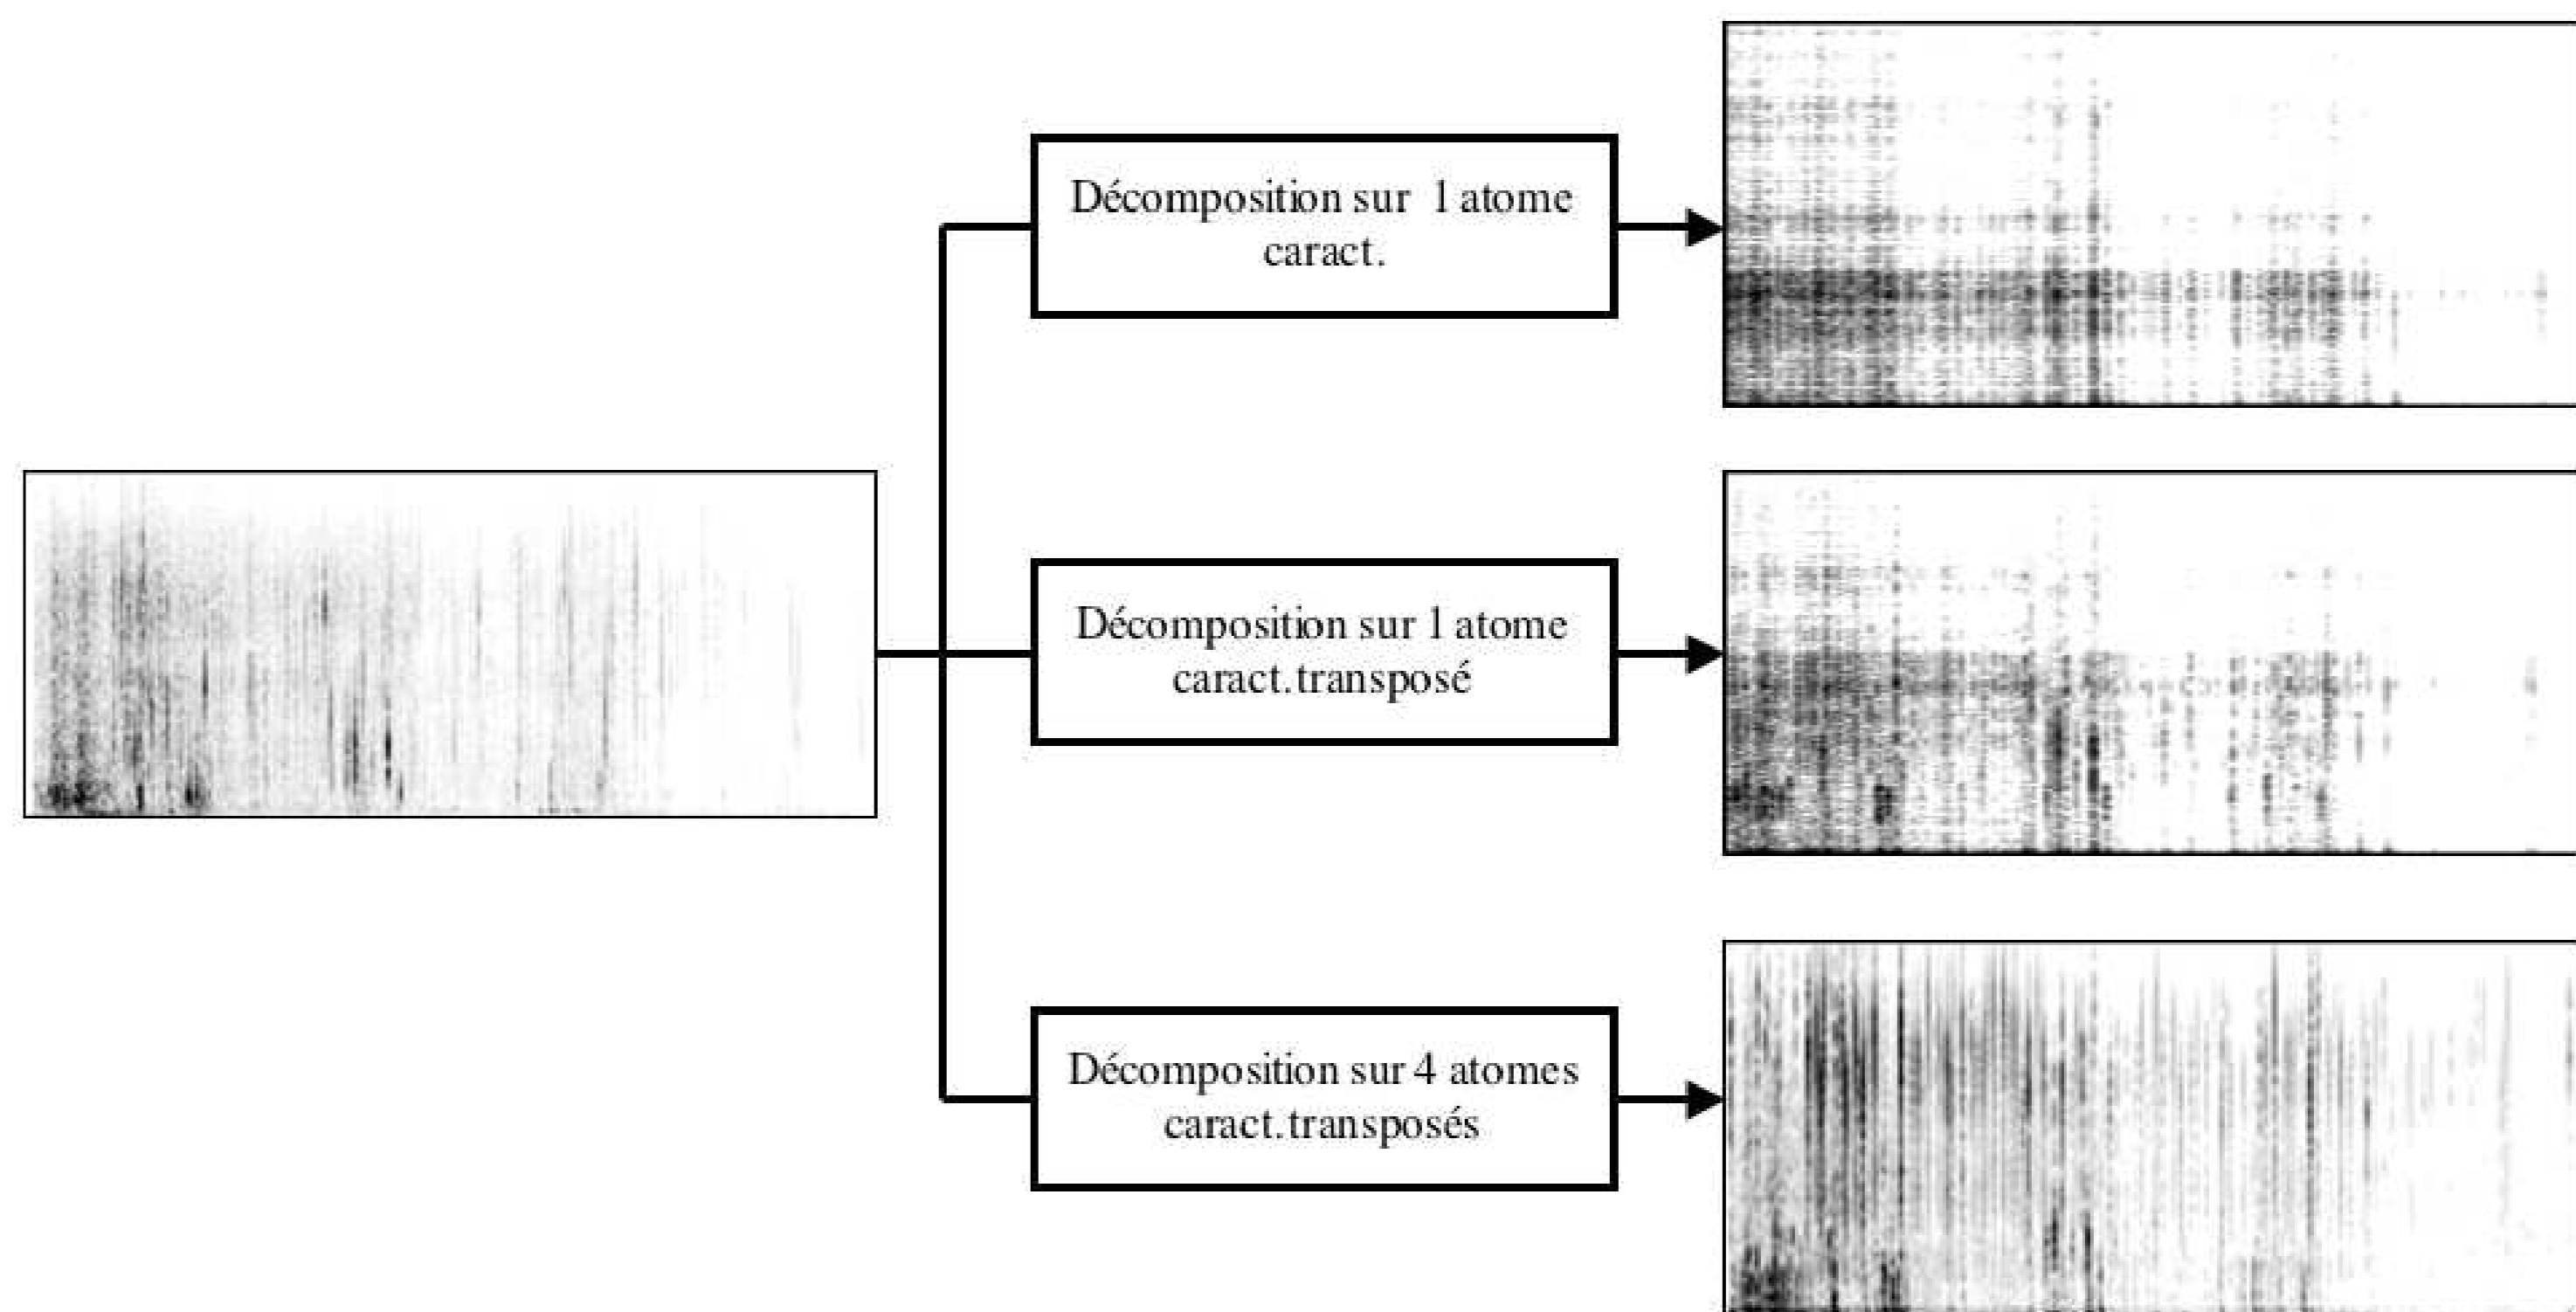 Décomposition sur 1 atome
caract.
Décomposition sur 1 atome
caract.transposé
Décomposition sur 4 atomes
caract.transposés